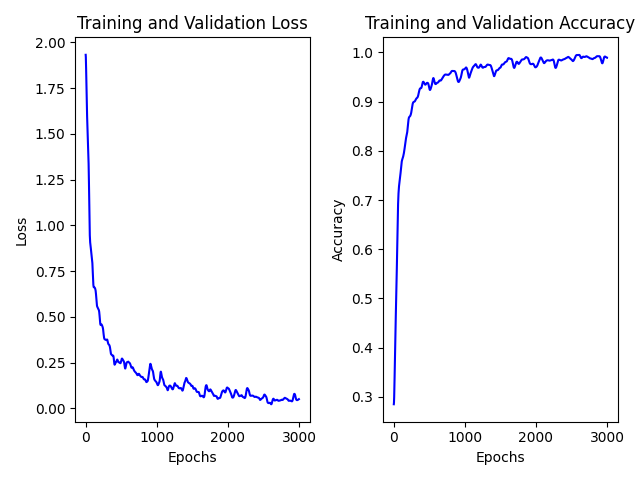 Training and Validation Loss
2.00
1.75
1.50
1.25
1.00
0.75
0.50
0.25
0.00
Loss
0 1000 2000 3000
Epochs
Training and Validation Accuracy
1.0
0.9
0.8
0.7
0.6
0.5
0.4
0.3
Accuracy
0 1000 2000 3000
Epochs